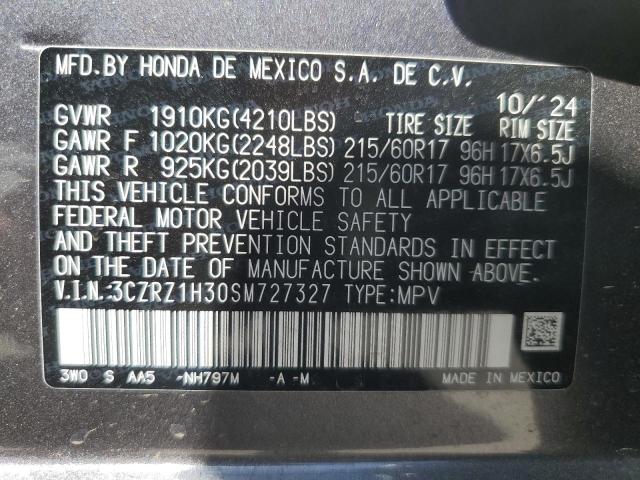 MFD.BY HONDA DE MEXICO S.A. DE C.V.
10/'24
GVWR 1910KG(4210LBS) TIRE SIZE RIM SIZE
GAWR F 1020KG(2248LBS) 215/60R17 96H 17X6.5J
GAWR R 925KG(2039LBS) 215/60R17 96H 17X6.5J
THIS VEHICLE CONFORMS TO ALL APPLICABLE
FEDERAL MOTOR VEHICLE SAFETY
AND THEFT PREVENTION STANDARDS IN EFFECT
ON THE DATE OF MANUFACTURE SHOWN ABOVE.
V.I.N.:3CZRZ1H30SM727327 TYPE:MPV
3W0 S AA5 -NH797M -A -M MADE IN MEXICO